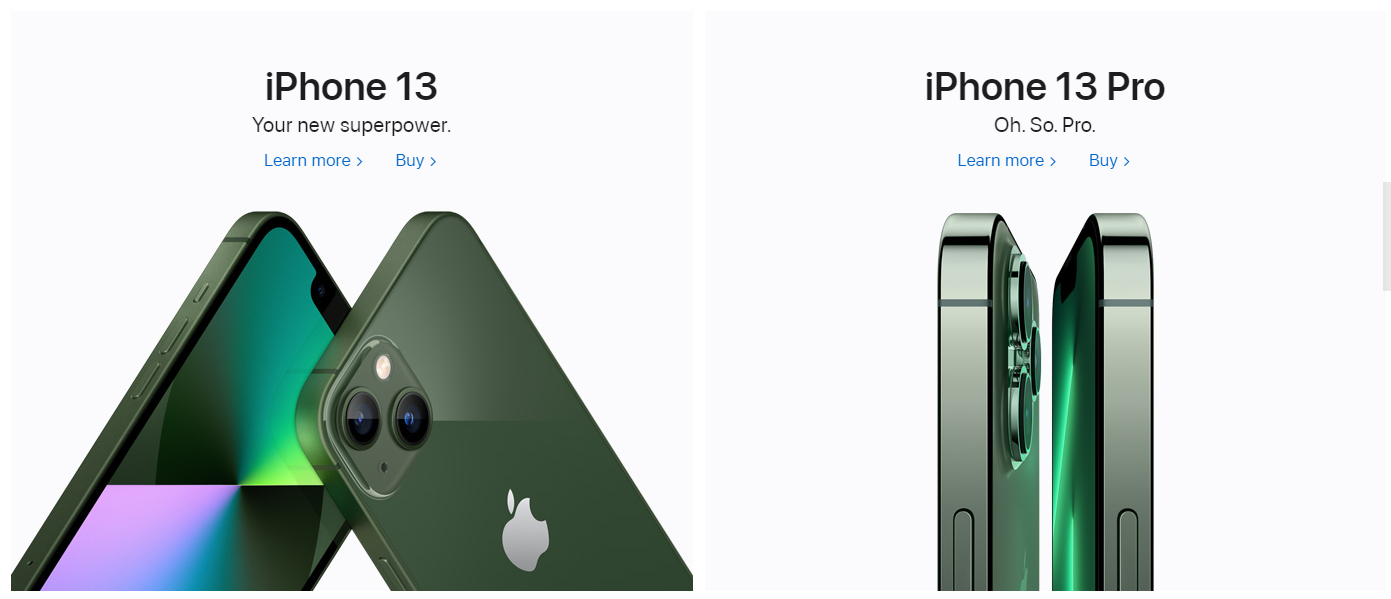 iPhone 13
Your new superpower.
Learn more >
Buy >
iPhone 13 Pro
Oh. So. Pro.
Learn more >
Buy >